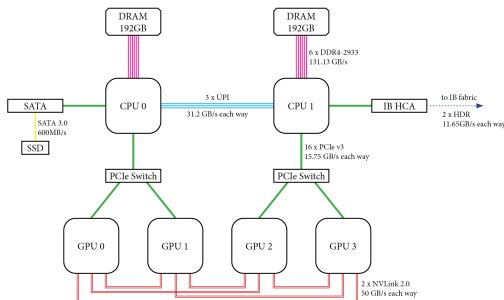 DRAM
192GB
DRAM
192GB
6 x DDR4-2933
131.13 GB/s
SATA
CPU 0
3 x UPI
31.2 GB/s each way
CPU 1
IB HCA
to IB fabric
2 x HDR
11.65GB/s each way
SATA 3.0
600MB/s
SSD
16 x PCIe v3
15.75 GB/s each way
PCIe Switch
PCIe Switch
GPU 0
GPU 1
GPU 2
GPU 3
2 x NVLink 2.0
50 GB/s each way